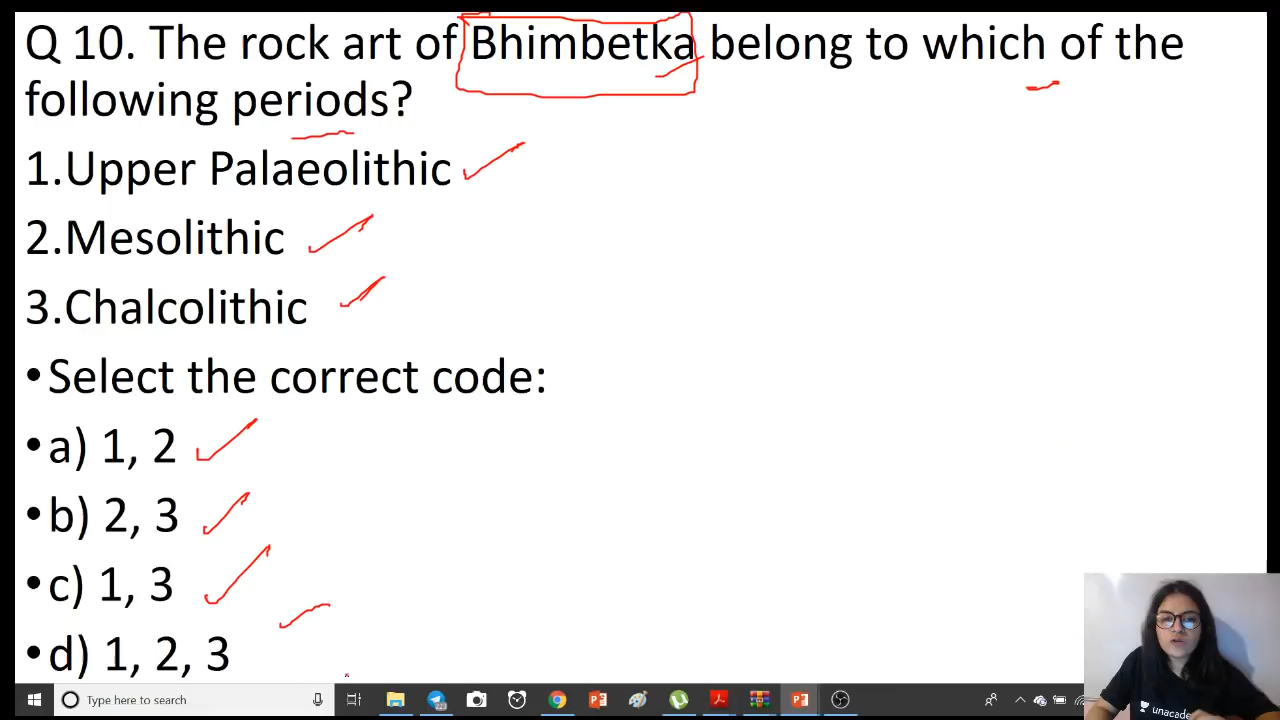 Q 10. The rock art of Bhimbetka belong to which of the
following periods?
1.Upper Palaeolithic
2.Mesolithic
3.Chalcolithic
•Select the correct code:
•a) 1, 2
•b) 2, 3
•c) 1, 3
•d) 1, 2, 3
Type here to search
unacade